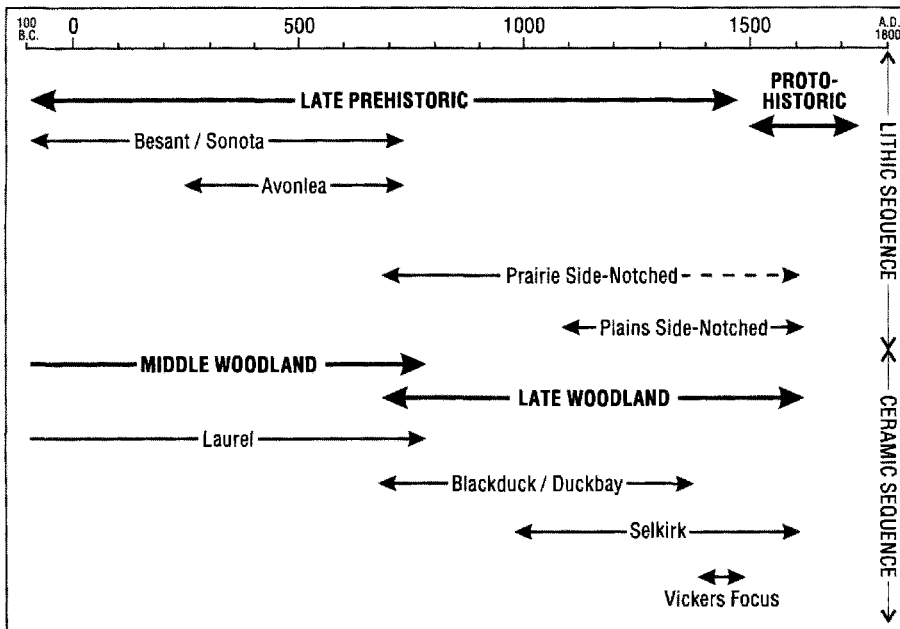 100
B.C.
0
500
1000
1500
A.D.
1800
LATE PREHISTORIC
PROTO-
HISTORIC
Besant / Sonota
Avonlea
Prairie Side-Notched
Plains Side-Notched
LITHIC SEQUENCE
MIDDLE WOODLAND
LATE WOODLAND
Laurel
Blackduck / Duckbay
Selkirk
Vickers Focus
CERAMIC SEQUENCE